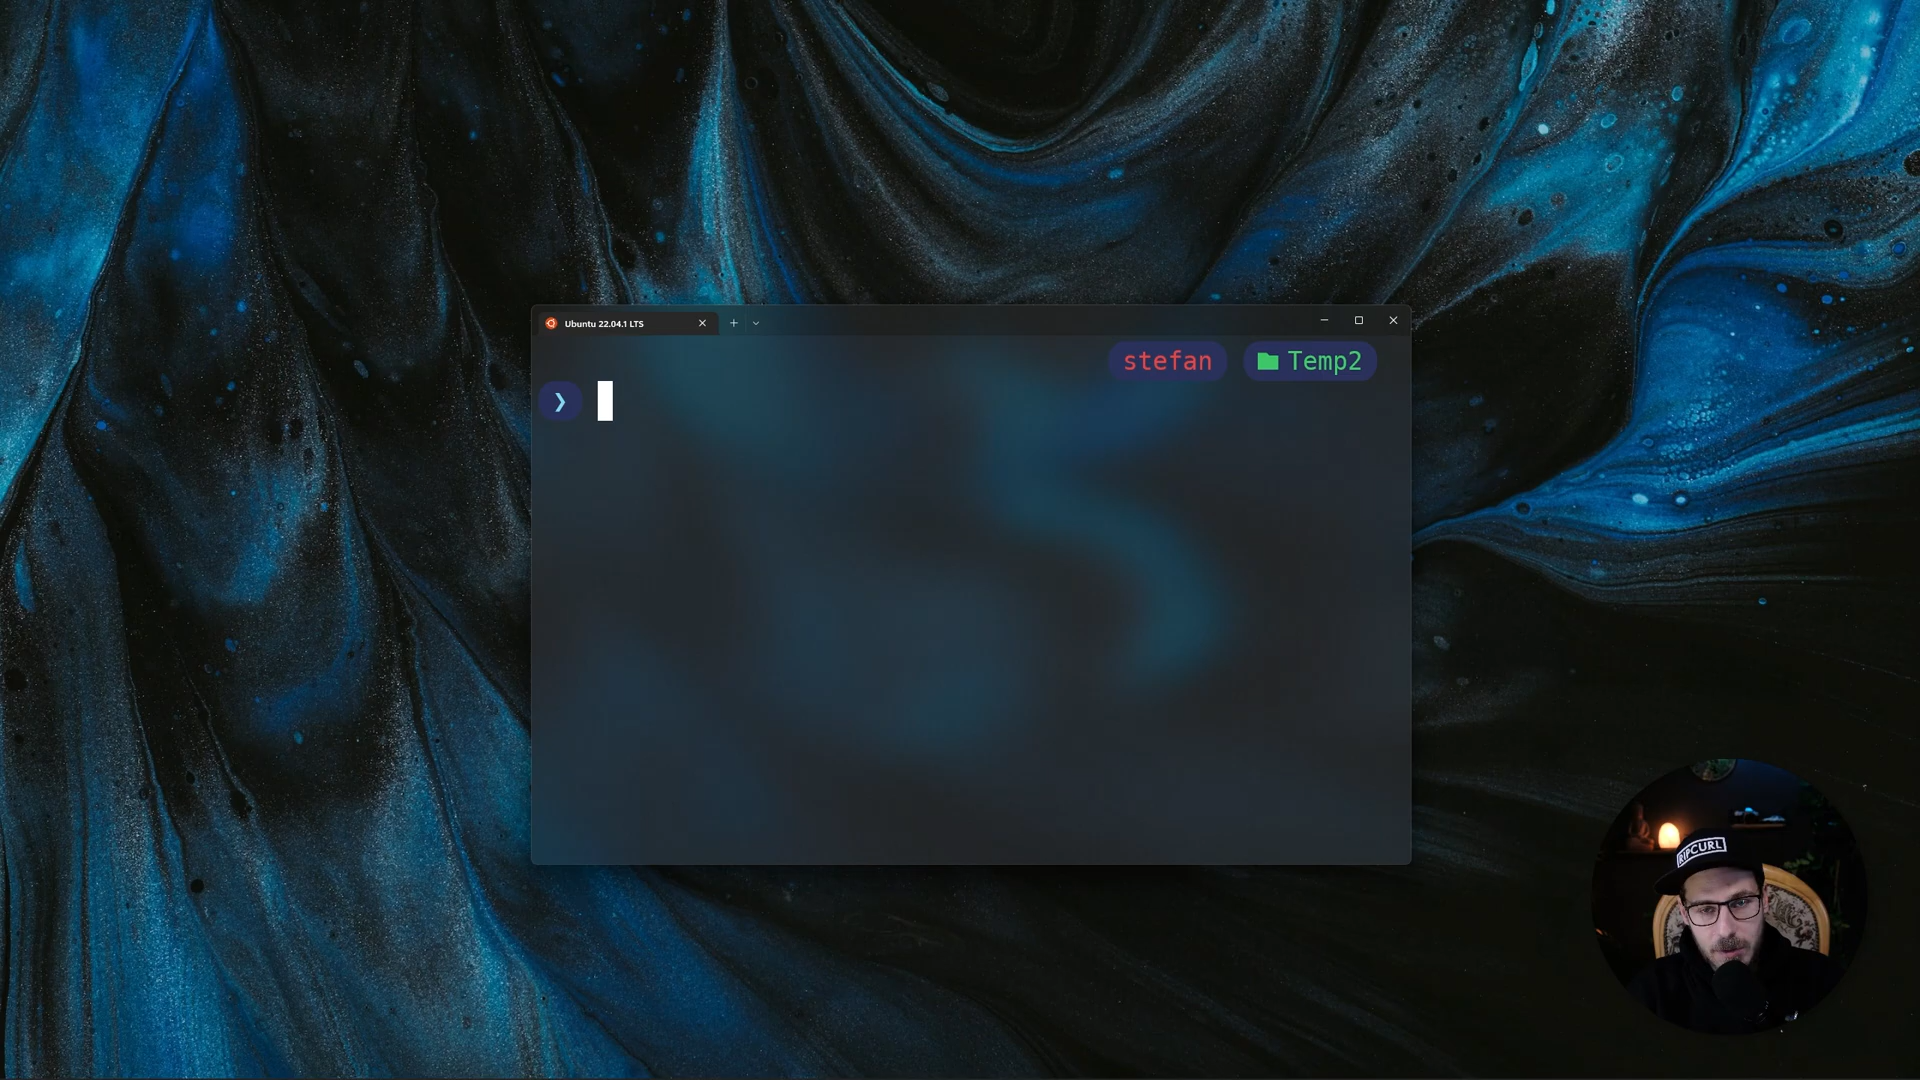 Ubuntu 22.04.1 LTS
stefan Temp2
❯
RIPCURL